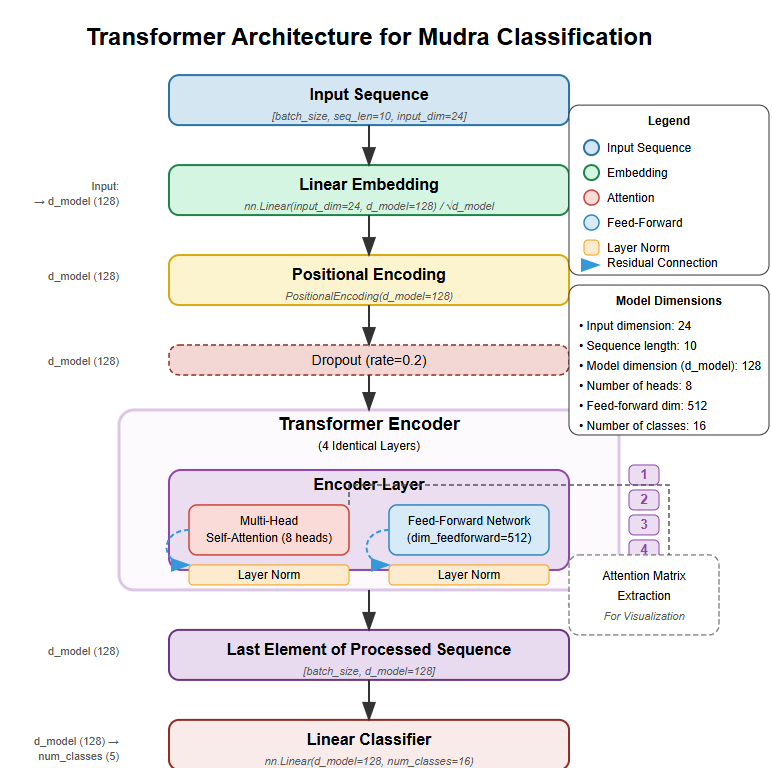 Transformer Architecture for Mudra Classification
Input Sequence
[batch_size, seq_len=10, input_dim=24]
Legend
Input Sequence
Embedding
Attention
Feed-Forward
Layer Norm
Residual Connection
Input:
→ d_model (128)
Linear Embedding
nn.Linear(input_dim=24, d_model=128) / √d_model
d_model (128)
Positional Encoding
PositionalEncoding(d_model=128)
Model Dimensions
• Input dimension: 24
• Sequence length: 10
• Model dimension (d_model): 128
• Number of heads: 8
• Feed-forward dim: 512
• Number of classes: 16
d_model (128)
Dropout (rate=0.2)
Transformer Encoder
(4 Identical Layers)
Encoder Layer
Multi-Head
Self-Attention (8 heads)
Feed-Forward Network
(dim_feedforward=512)
Layer Norm
Layer Norm
1
2
3
4
Attention Matrix
Extraction
For Visualization
d_model (128)
Last Element of Processed Sequence
[batch_size, d_model=128]
d_model (128) →
num_classes (5)
Linear Classifier
nn.Linear(d_model=128, num_classes=16)